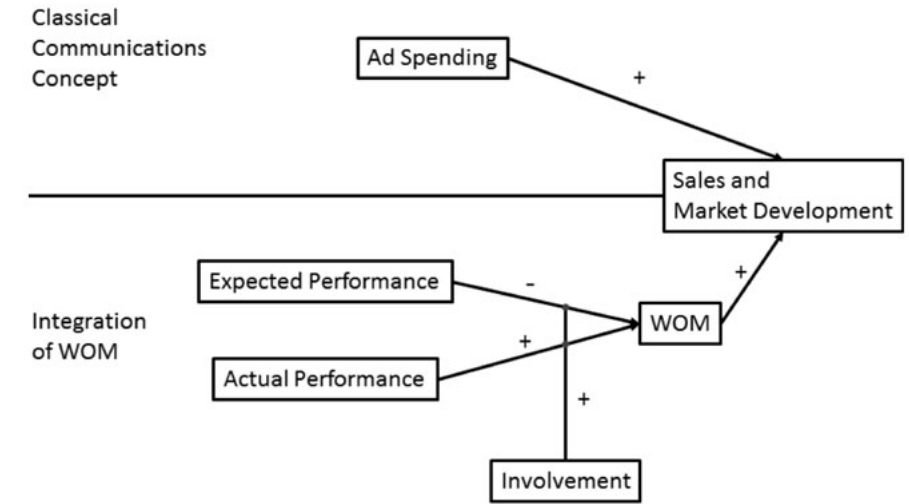 Classical
Communications
Concept
Ad Spending
+
Sales and
Market Development
Expected Performance
-
+
Integration
of WOM
WOM
+
Actual Performance
+
Involvement